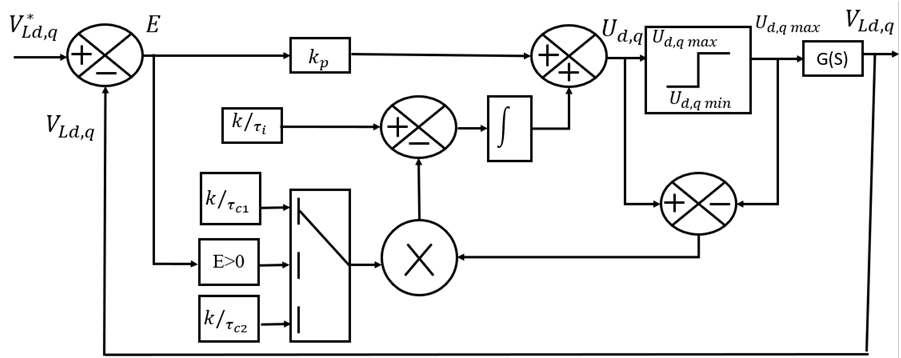 V*Ld,q
E
kp
Ud,q
Ud,q max
Ud,q min
Ud,q max
G(S)
VLd,q
VLd,q
k/τi
∫
k/τc1
E>0
k/τc2